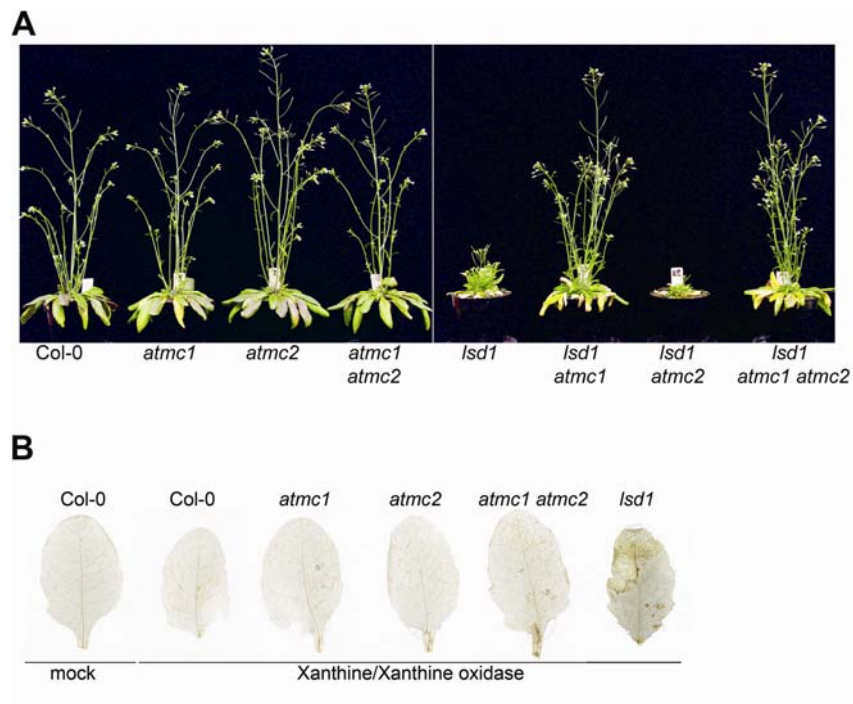 A
Col-0 atmc1 atmc2 atmc1 lsd1 lsd1 lsd1 lsd1
atmc2 atmc1 atmc2 atmc1 atmc2
B
Col-0 Col-0 atmc1 atmc2 atmc1 atmc2 lsd1
mock Xanthine/Xanthine oxidase